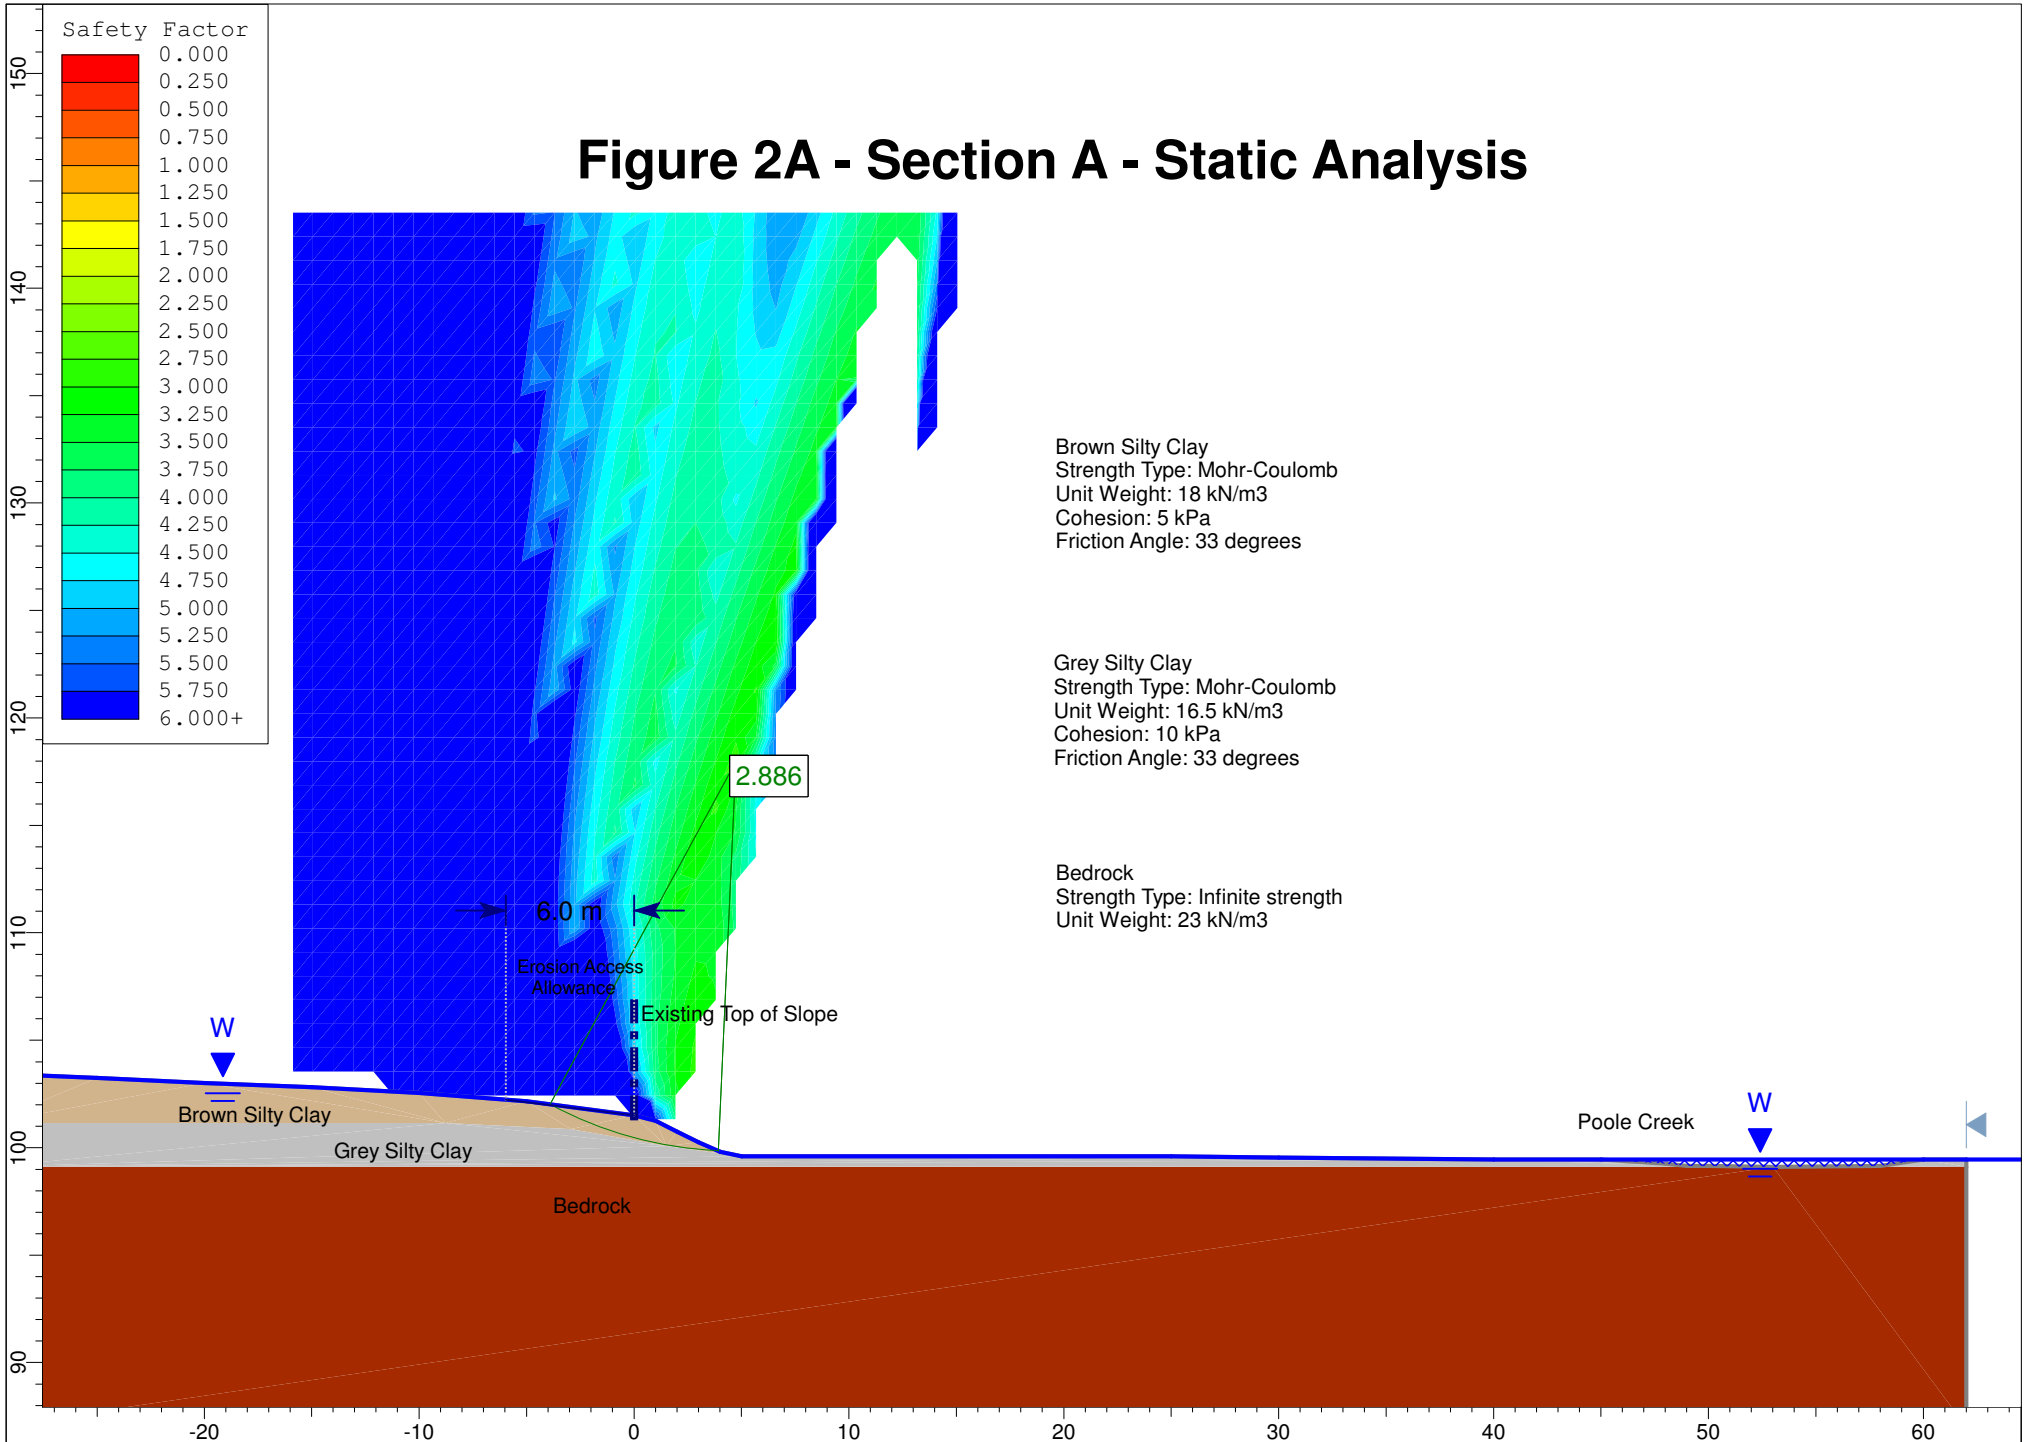 Safety Factor
0.000
0.250
0.500
0.750
1.000
1.250
1.500
1.750
2.000
2.250
2.500
2.750
3.000
3.250
3.500
3.750
4.000
4.250
4.500
4.750
5.000
5.250
5.500
5.750
6.000+
Figure 2A - Section A - Static Analysis
Brown Silty Clay
Strength Type: Mohr-Coulomb
Unit Weight: 18 kN/m3
Cohesion: 5 kPa
Friction Angle: 33 degrees
Grey Silty Clay
Strength Type: Mohr-Coulomb
Unit Weight: 16.5 kN/m3
Cohesion: 10 kPa
Friction Angle: 33 degrees
2.886
Bedrock
Strength Type: Infinite strength
Unit Weight: 23 kN/m3
6.0 m
Erosion Access
Allowance
Existing Top of Slope
W
W
Brown Silty Clay
Poole Creek
Grey Silty Clay
Bedrock
150
140
130
120
110
100
90
-20
-10
0
10
20
30
40
50
60